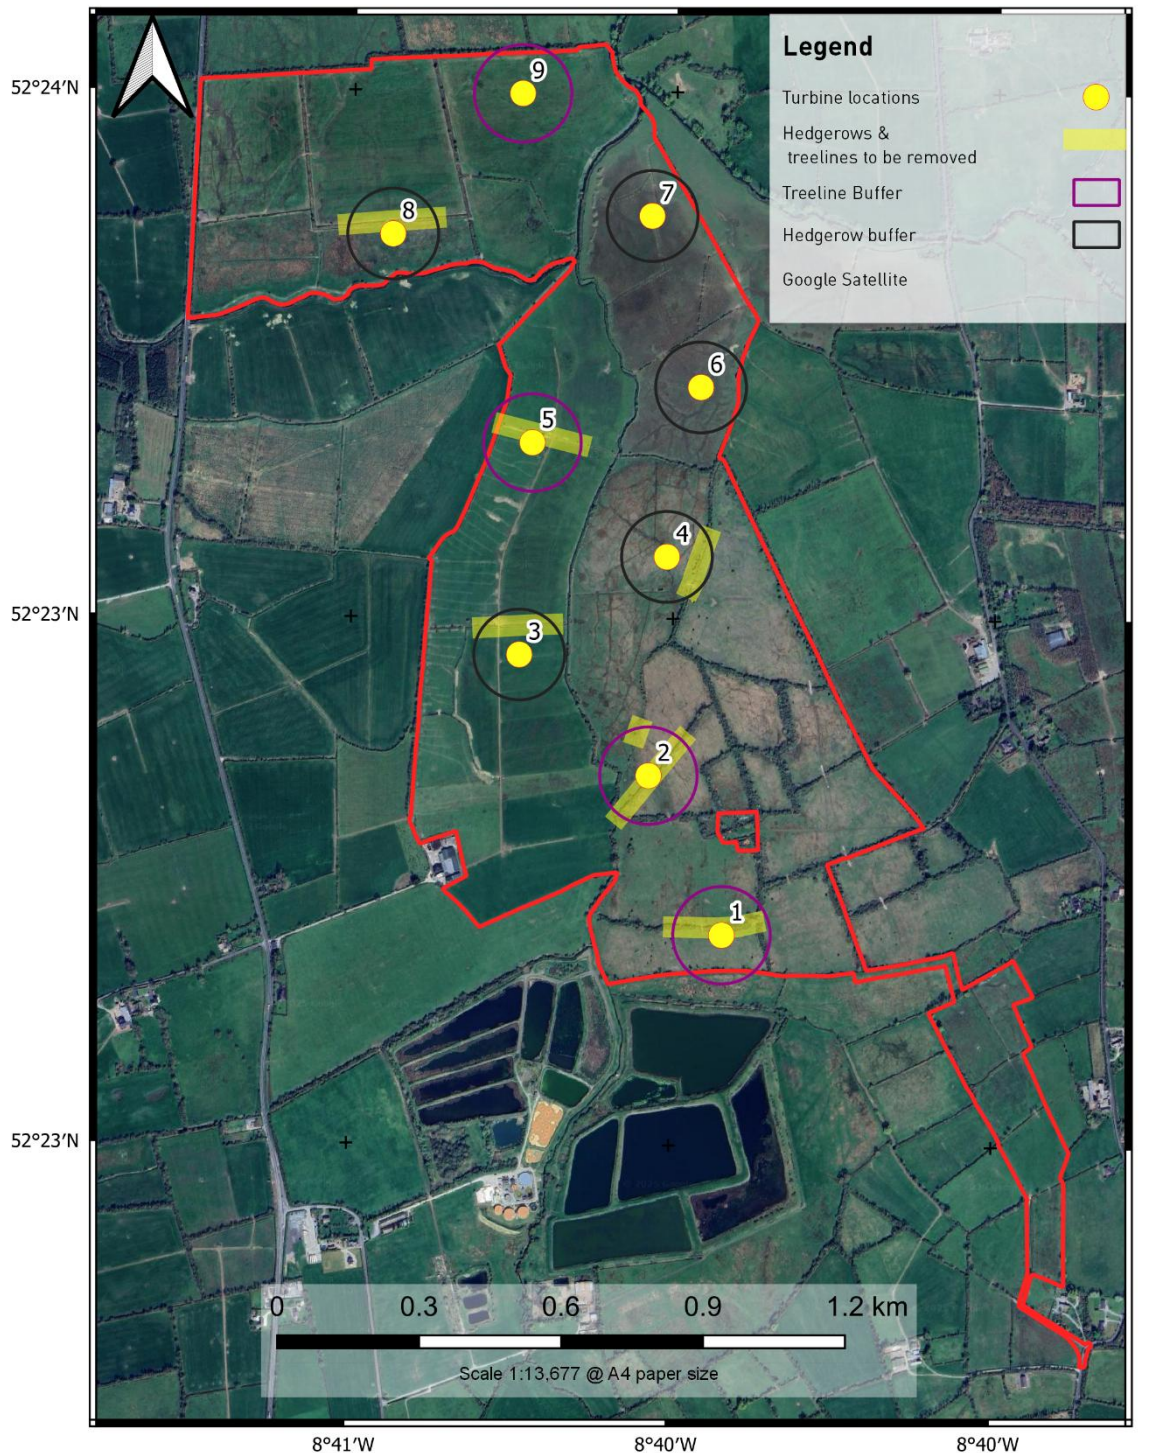 Legend
Turbine locations
Hedgerows &
treelines to be removed
Treeline Buffer
Hedgerow buffer
Google Satellite
52°24′N
9
7
8
6
5
4
52°23′N
3
2
1
52°23′N
0 0.3 0.6 0.9 1.2 km
Scale 1:13,677 @ A4 paper size
8°41′W 8°40′W 8°40′W